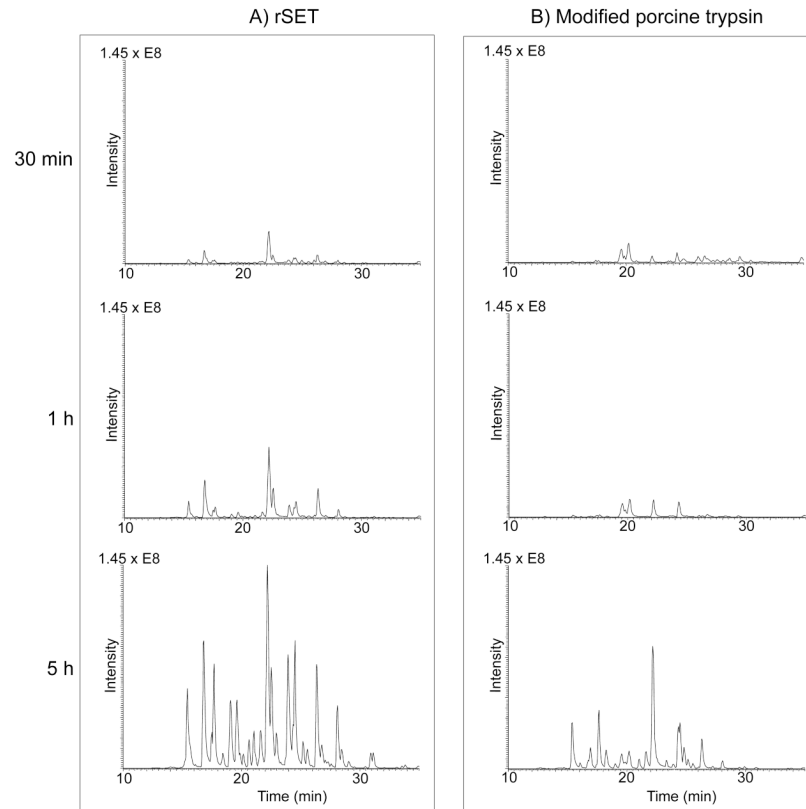 A) rSET
B) Modified porcine trypsin
30 min
1.45 x E8
Intensity
10 20 30
1.45 x E8
Intensity
10 20 30
1 h
1.45 x E8
Intensity
10 20 30
1.45 x E8
Intensity
10 20 30
5 h
1.45 x E8
Intensity
10 20 30
Time (min)
1.45 x E8
Intensity
10 20 30
Time (min)